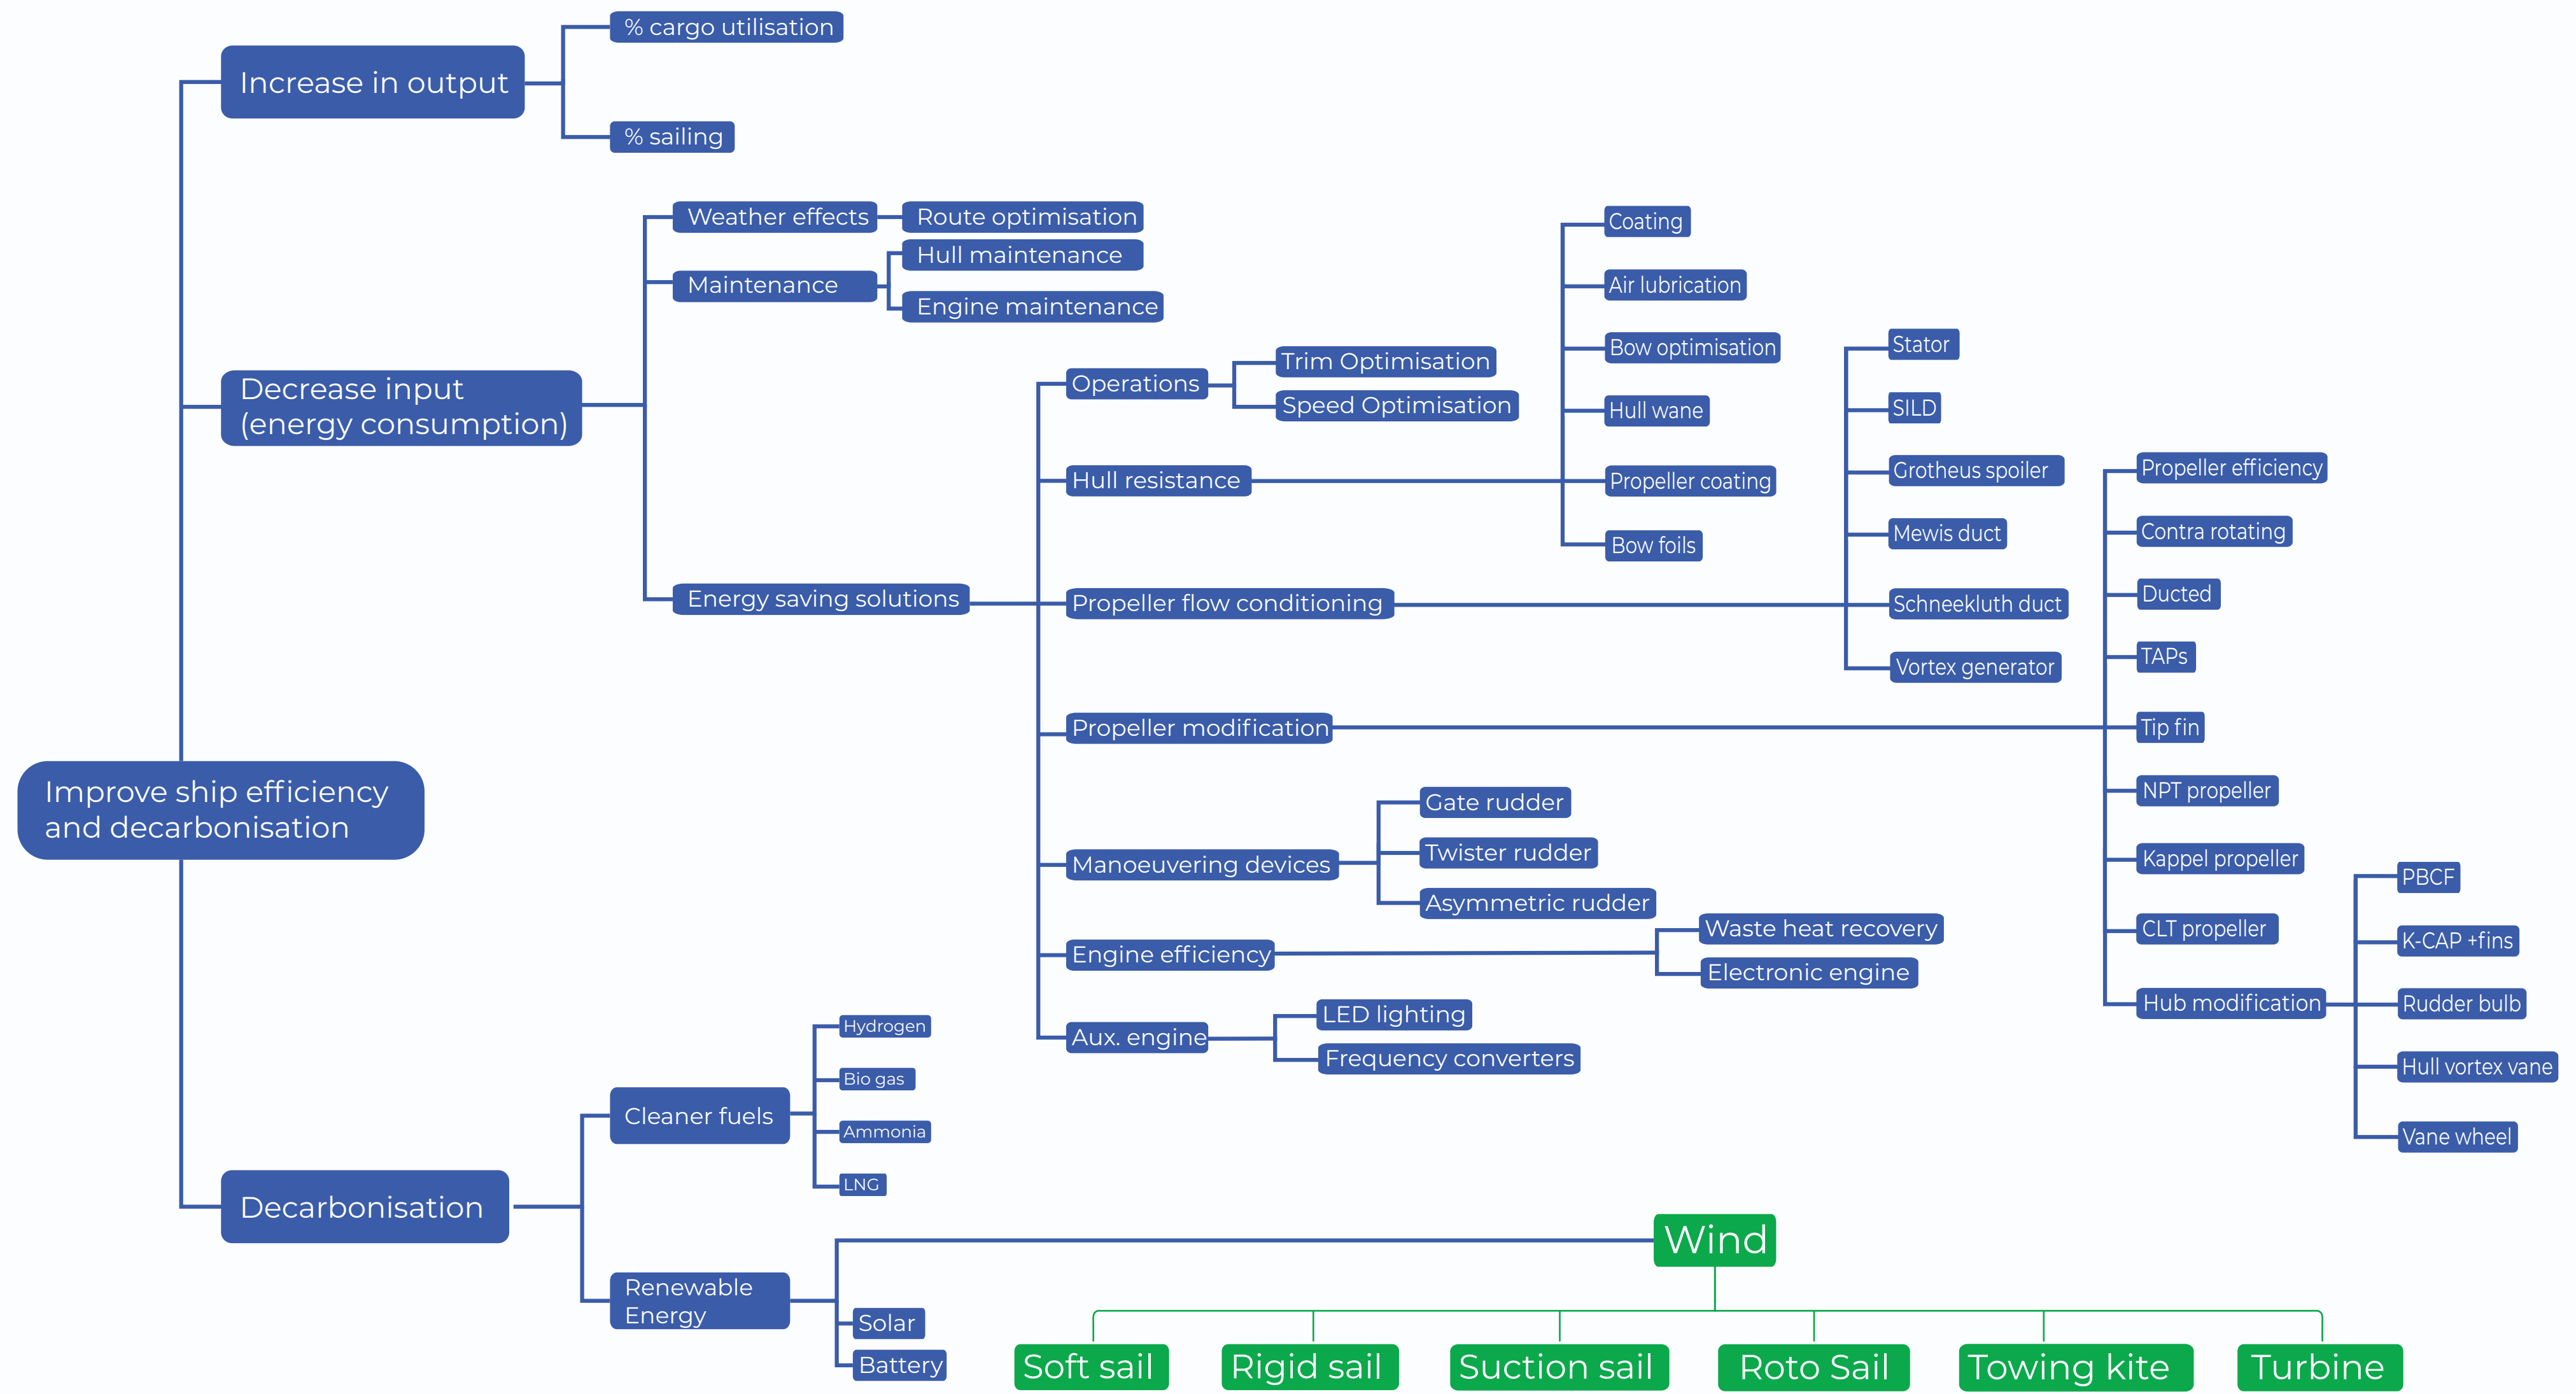 % cargo utilisation
Increase in output
% sailing
Weather effects
Route optimisation
Hull maintenance
Maintenance
Engine maintenance
Decrease input
(energy consumption)
Energy saving solutions
Operations
Trim Optimisation
Speed Optimisation
Hull resistance
Coating
Air lubrication
Bow optimisation
Hull wane
Propeller coating
Bow foils
Propeller flow conditioning
Stator
SILD
Grotheus spoiler
Mewis duct
Schneekluth duct
Vortex generator
Propeller modification
Propeller efficiency
Contra rotating
Ducted
TAPs
Tip fin
NPT propeller
Kappel propeller
CLT propeller
Hub modification
PBCF
K-CAP +fins
Rudder bulb
Hull vortex vane
Vane wheel
Improve ship efficiency
and decarbonisation
Manoeuvering devices
Gate rudder
Twister rudder
Asymmetric rudder
Engine efficiency
Waste heat recovery
Electronic engine
Aux. engine
LED lighting
Frequency converters
Decarbonisation
Cleaner fuels
Hydrogen
Bio gas
Ammonia
LNG
Renewable
Energy
Solar
Battery
Wind
Soft sail
Rigid sail
Suction sail
Roto Sail
Towing kite
Turbine